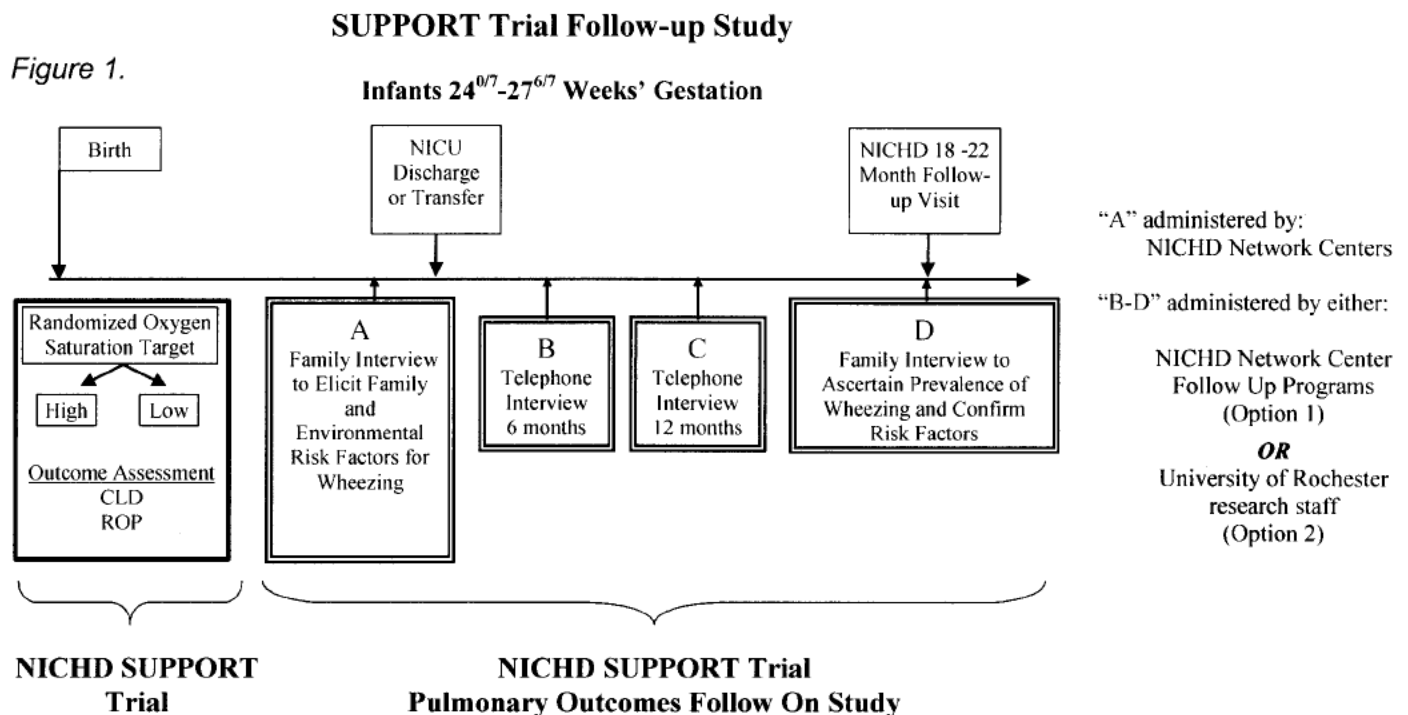 SUPPORT Trial Follow-up Study
Figure 1.
Infants 24^0/7-27^6/7 Weeks' Gestation
Birth
NICU
Discharge
or Transfer
NICHD 18 -22
Month Follow-
up Visit
Randomized Oxygen
Saturation Target
High
Low
Outcome Assessment
CLD
ROP
A
Family Interview
to Elicit Family
and
Environmental
Risk Factors for
Wheezing
B
Telephone
Interview
6 months
C
Telephone
Interview
12 months
D
Family Interview to
Ascertain Prevalence of
Wheezing and Confirm
Risk Factors
"A" administered by:
NICHD Network Centers
"B-D" administered by either:
NICHD Network Center
Follow Up Programs
(Option 1)
OR
University of Rochester
research staff
(Option 2)
NICHD SUPPORT
Trial
NICHD SUPPORT Trial
Pulmonary Outcomes Follow On Study